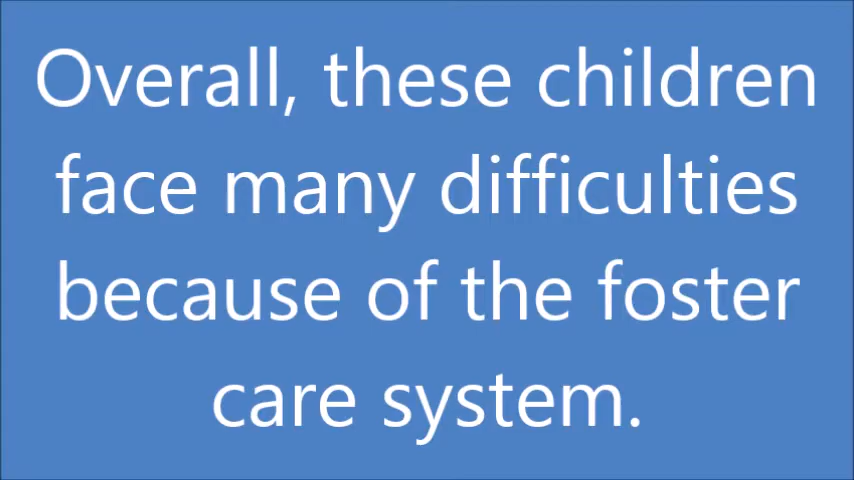 Overall, these children
face many difficulties
because of the foster
care system.